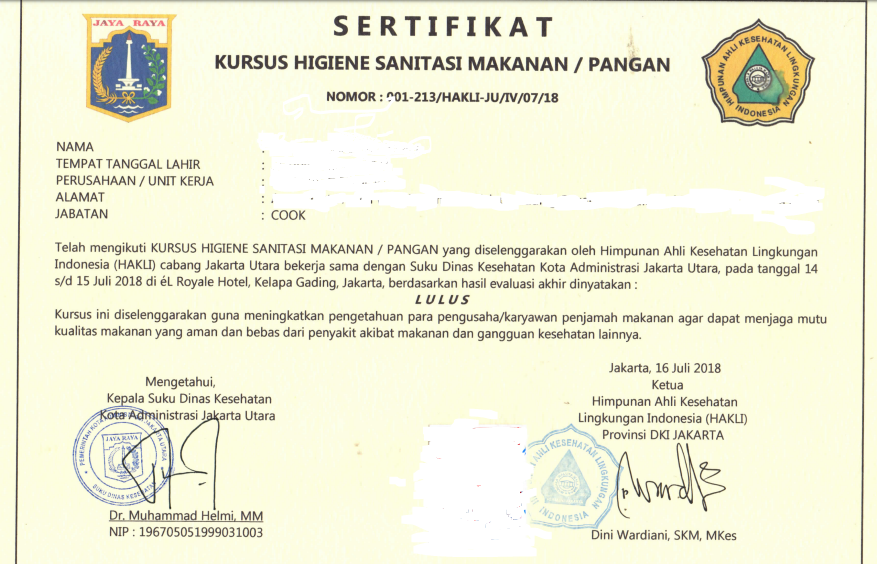 JAYA RAYA
SERTIFIKAT
KURSUS HIGIENE SANITASI MAKANAN / PANGAN
NOMOR : 001-213/HAKLI-JU/IV/07/18
HIMPUNAN AHLI KESEHATAN LINGKUNGAN
INDONESIA
NAMA :
TEMPAT TANGGAL LAHIR :
PERUSAHAAN / UNIT KERJA :
ALAMAT :
JABATAN : COOK
Telah mengikuti KURSUS HIGIENE SANITASI MAKANAN / PANGAN yang diselenggarakan oleh Himpunan Ahli Kesehatan Lingkungan
Indonesia (HAKLI) cabang Jakarta Utara bekerja sama dengan Suku Dinas Kesehatan Kota Administrasi Jakarta Utara, pada tanggal 14
s/d 15 Juli 2018 di éL Royale Hotel, Kelapa Gading, Jakarta, berdasarkan hasil evaluasi akhir dinyatakan :
LULUS
Kursus ini diselenggarakan guna meningkatkan pengetahuan para pengusaha/karyawan penjamah makanan agar dapat menjaga mutu
kualitas makanan yang aman dan bebas dari penyakit akibat makanan dan gangguan kesehatan lainnya.
Mengetahui,
Kepala Suku Dinas Kesehatan
Kota Administrasi Jakarta Utara
JAYA RAYA
SUKU DINAS KESEHATAN
Dr. Muhammad Helmi, MM
NIP : 196705051999031003
Jakarta, 16 Juli 2018
Ketua
Himpunan Ahli Kesehatan
Lingkungan Indonesia (HAKLI)
Provinsi DKI JAKARTA
AHLI KESEHATAN LINGKUNGAN
INDONESIA
Dini Wardiani, SKM, MKes